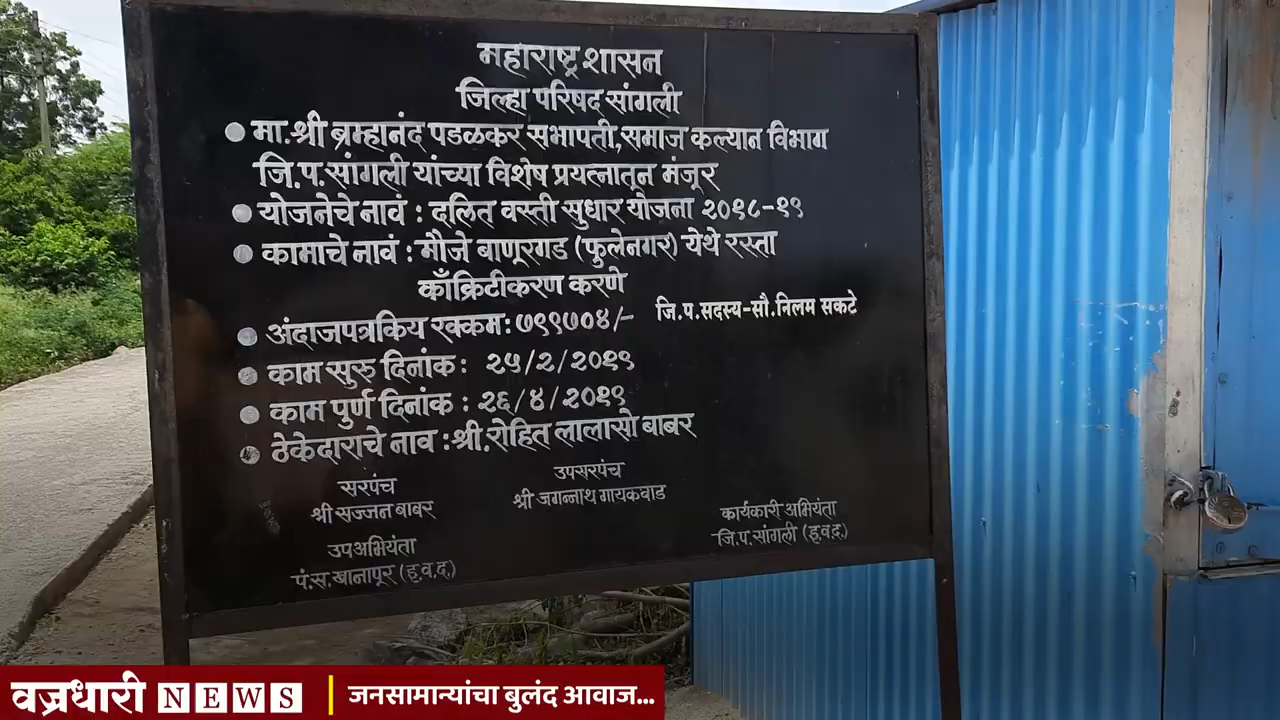 महाराष्ट्र शासन
जिल्हा परिषद सांगली
मा.श्री ब्रम्हानंद पडळकर सभापती,समाज कल्यान विभाग
जि.प.सांगली यांच्या विशेष प्रयत्नातून मंजूर
योजनेचे नावं : दलित वस्ती सुधार योजना २०१८-१९
कामाचे नावं : मौजे बाणूरगड (फुलेनगर) येथे रस्ता
काँक्रिटीकरण करणे
अंदाजपत्रकिय रक्कम: ७९९७०४/-
जि.प.सदस्य-सौ.निलम सकटे
काम सुरु दिनांक: २५/२/२०१९
काम पुर्ण दिनांक : २६/४/२०१९
ठेकेदाराचे नाव :श्री.रोहित लालासो बाबर
सरपंच
श्री सज्जन बाबर
उपसरपंच
श्री जगन्नाथ गायकवाड
उपअभियंता
पं.स.खानापूर (इ.व.द.)
कार्यकारी अभियंता
जि.प.सांगली (इ.व.द.)
वज्रधारी NEWS
जनसामान्यांचा बुलंद आवाज...